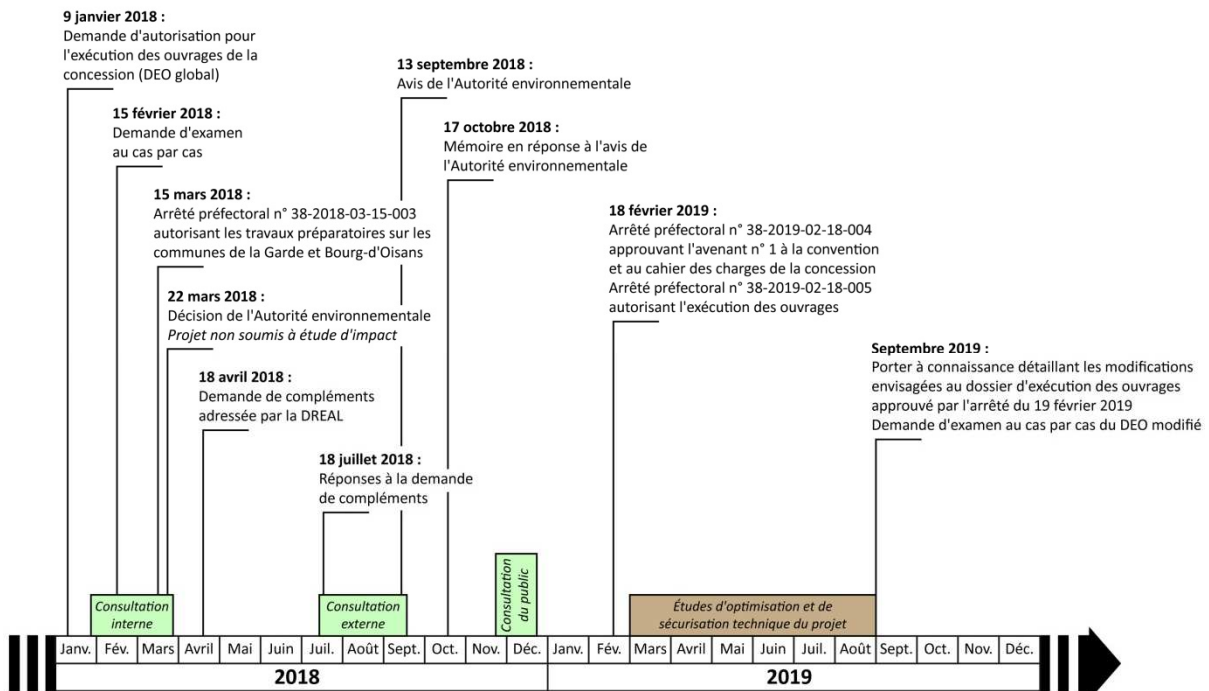 9 janvier 2018 :
Demande d'autorisation pour
l'exécution des ouvrages de la
concession (DEO global)
15 février 2018 :
Demande d'examen
au cas par cas
15 mars 2018 :
Arrêté préfectoral n° 38-2018-03-15-003
autorisant les travaux préparatoires sur les
communes de la Garde et Bourg-d'Oisans
22 mars 2018 :
Décision de l'Autorité environnementale
Projet non soumis à étude d'impact
18 avril 2018 :
Demande de compléments
adressée par la DREAL
18 juillet 2018 :
Réponses à la demande
de compléments
13 septembre 2018 :
Avis de l'Autorité environnementale
17 octobre 2018 :
Mémoire en réponse à l'avis de
l'Autorité environnementale
18 février 2019 :
Arrêté préfectoral n° 38-2019-02-18-004
approuvant l'avenant n° 1 à la convention
et au cahier des charges de la concession
Arrêté préfectoral n° 38-2019-02-18-005
autorisant l'exécution des ouvrages
Septembre 2019 :
Porter à connaissance détaillant les modifications
envisagées au dossier d'exécution des ouvrages
approuvé par l'arrêté du 19 février 2019
Demande d'examen au cas par cas du DEO modifié
Consultation
interne
Consultation
externe
Consultation
du public
Études d'optimisation et de
sécurisation technique du projet
Janv. Fév. Mars Avril Mai Juin Juil. Août Sept. Oct. Nov. Déc. Janv. Fév. Mars Avril Mai Juin Juil. Août Sept. Oct. Nov. Déc.
2018 2019